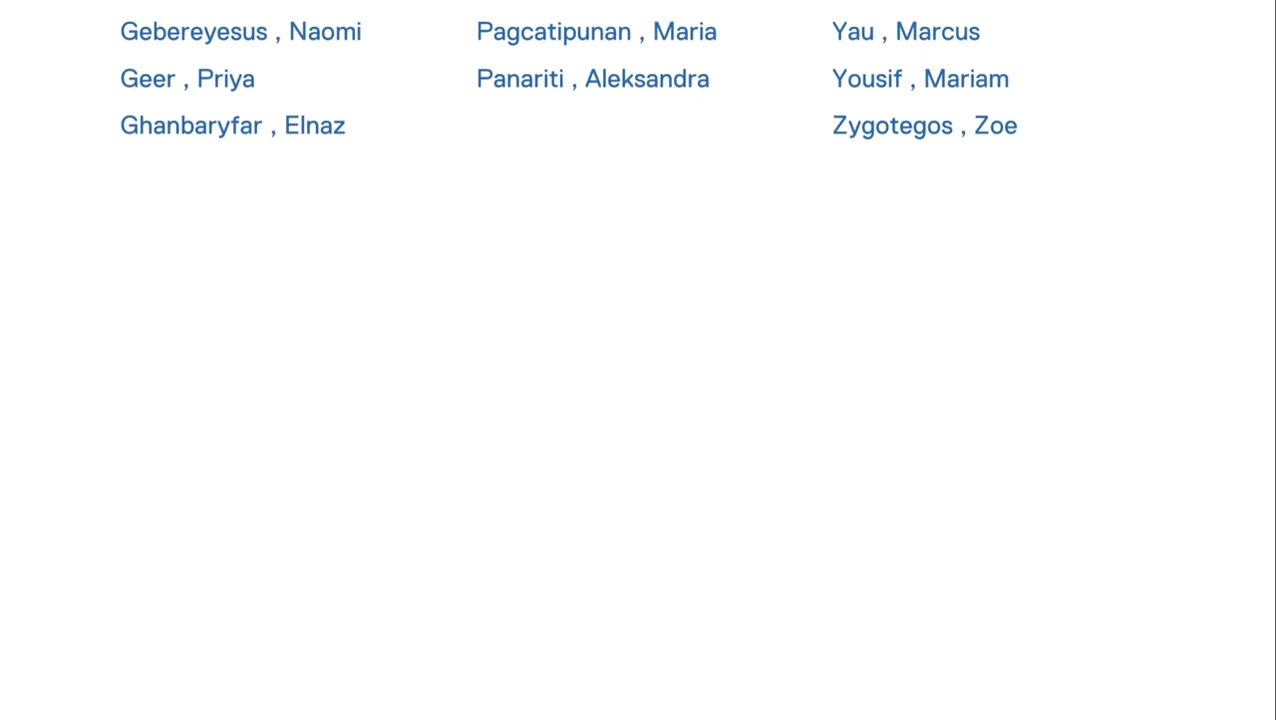 Gebereyesus , Naomi
Geer , Priya
Ghanbaryfar , Elnaz
Pagcatipunan , Maria
Panariti , Aleksandra
Yau , Marcus
Yousif , Mariam
Zygotegos , Zoe